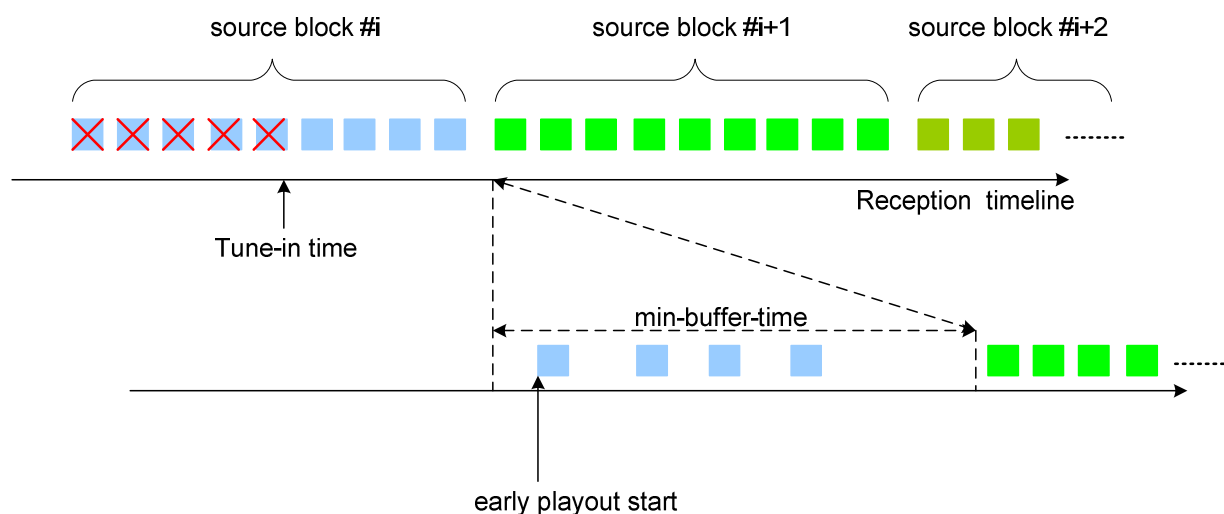 source block #i
source block #i+1
source block #i+2
Reception timeline
Tune-in time
min-buffer-time
early playout start